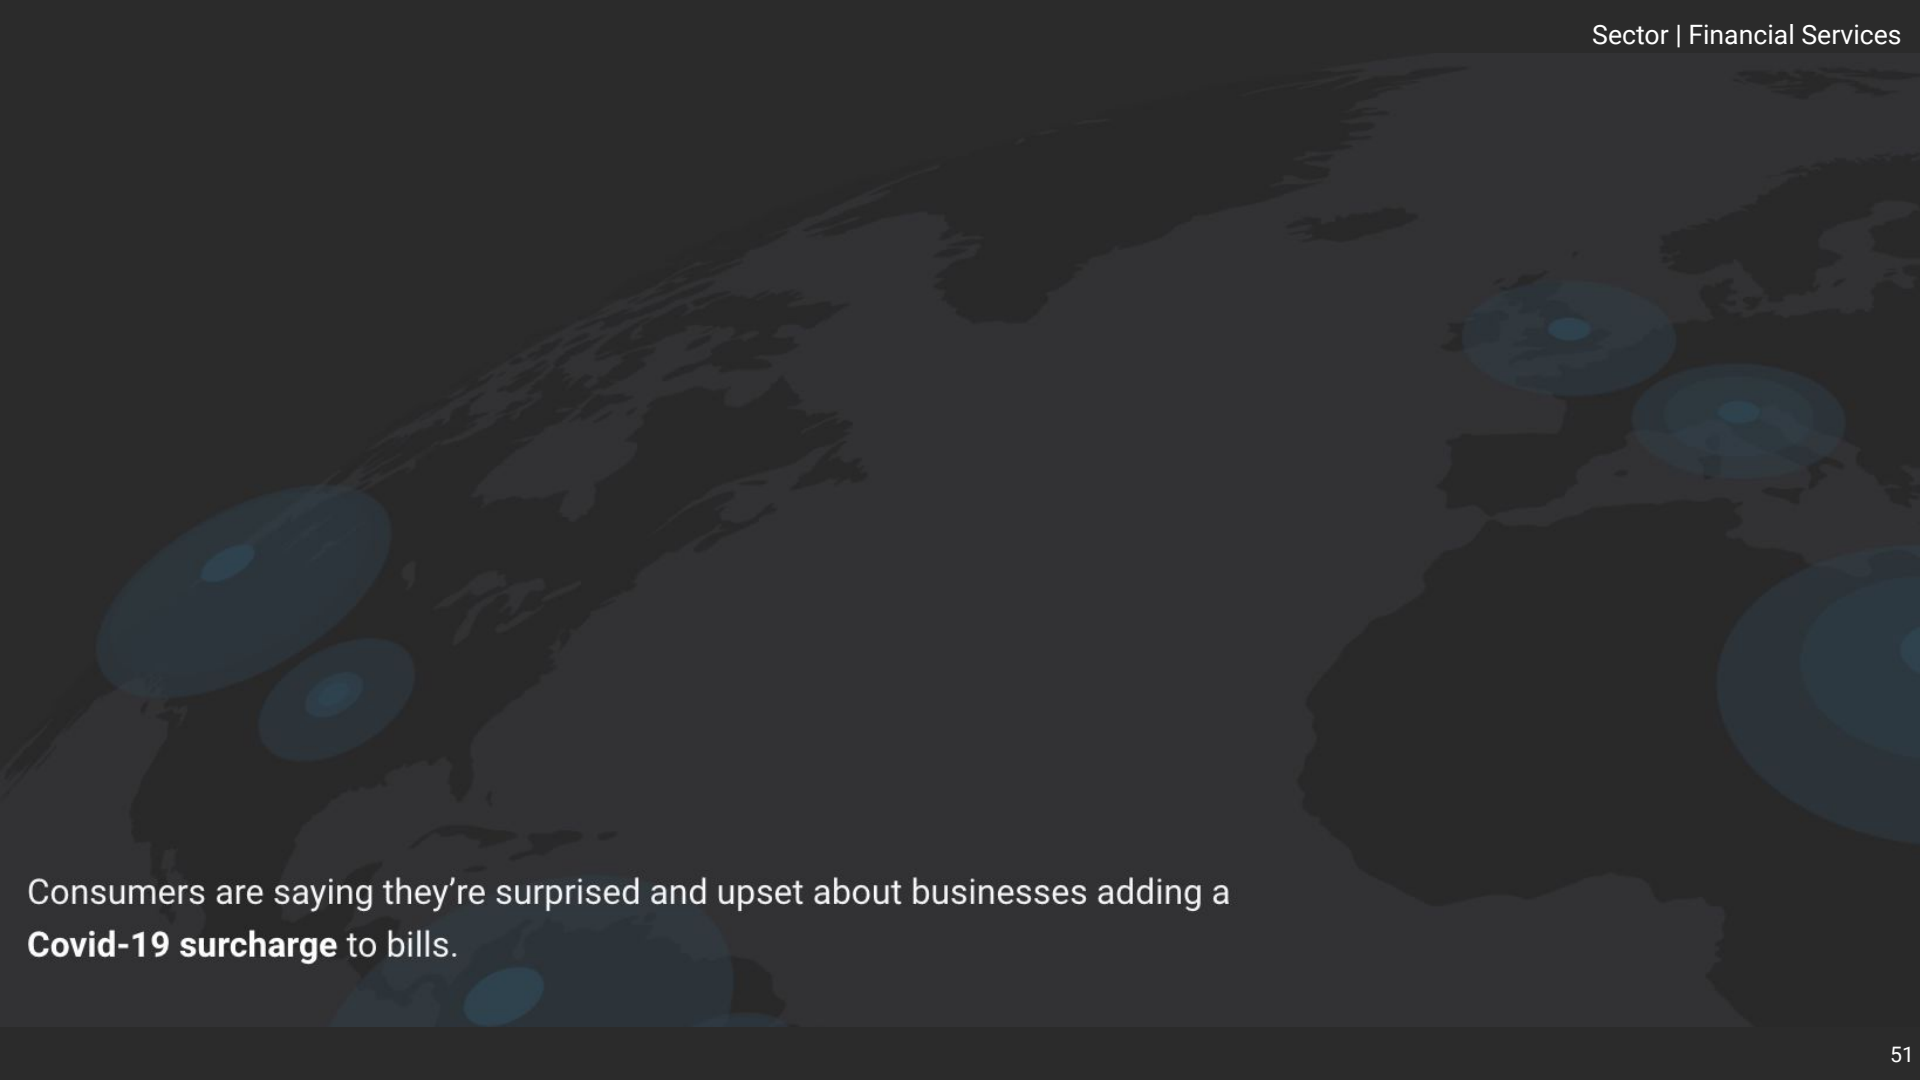 Sector | Financial Services
Consumers are saying they’re surprised and upset about businesses adding a
Covid-19 surcharge to bills.
51